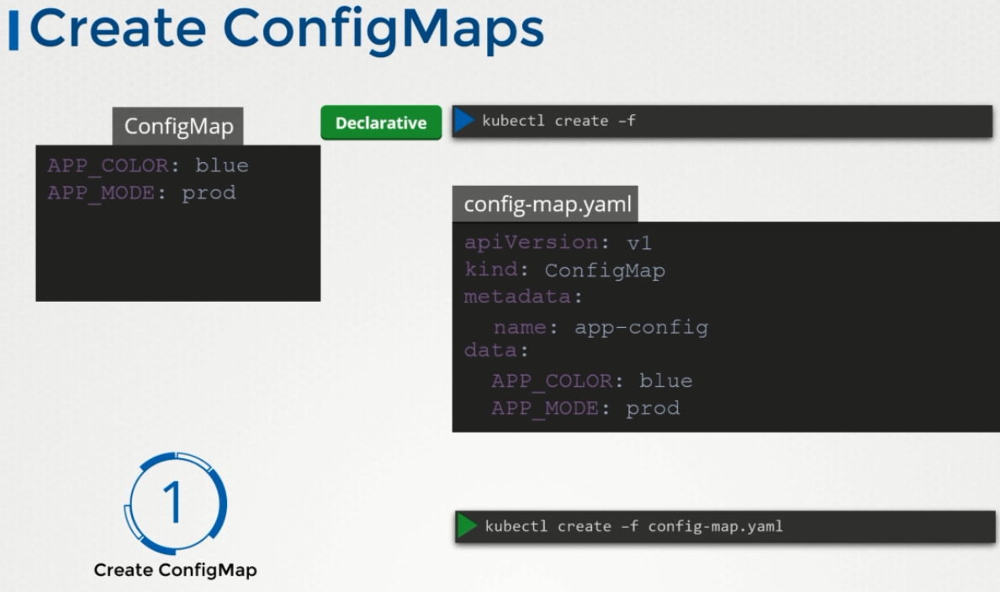 Create ConfigMaps
ConfigMap
APP_COLOR: blue
APP_MODE: prod
Declarative
kubectl create –f
config-map.yaml
apiVersion: v1
kind: ConfigMap
metadata:
  name: app-config
data:
  APP_COLOR: blue
  APP_MODE: prod
1
Create ConfigMap
kubectl create –f config-map.yaml